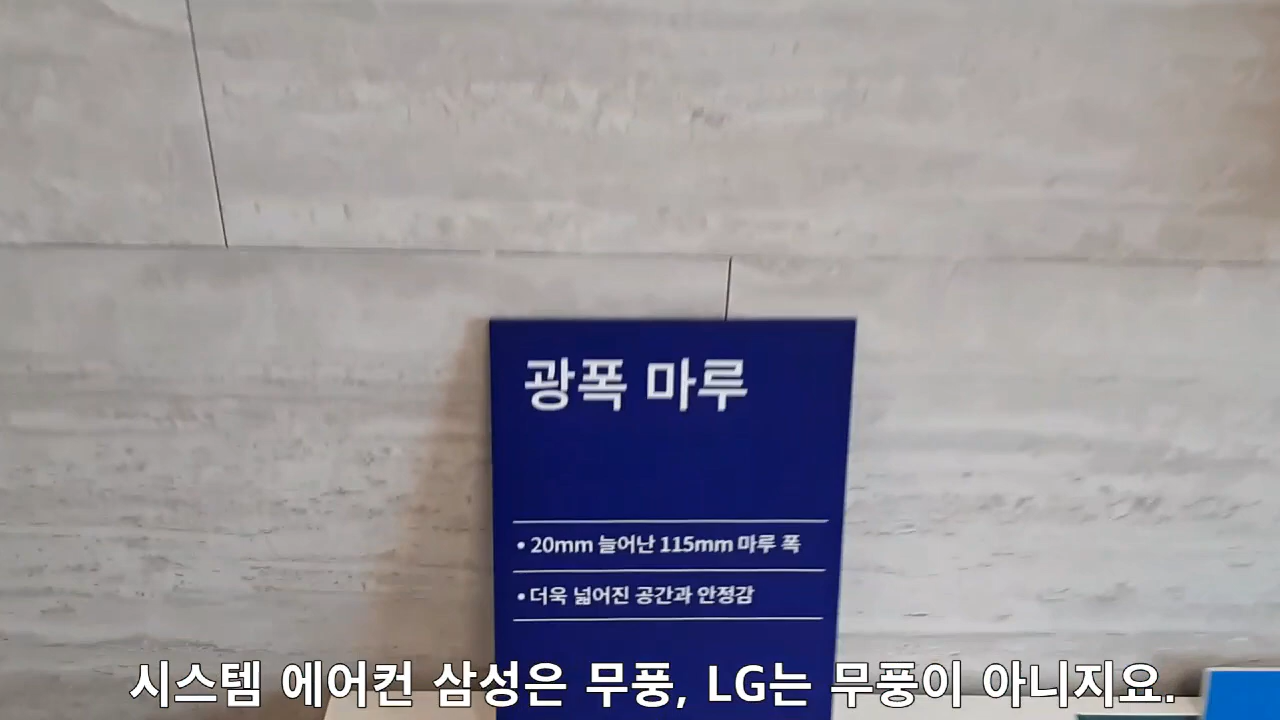 광폭 마루
• 20mm 늘어난 115mm 마루 폭
• 더욱 넓어진 공간과 안정감
시스템 에어컨 삼성은 무풍, LG는 무풍이 아니지요.